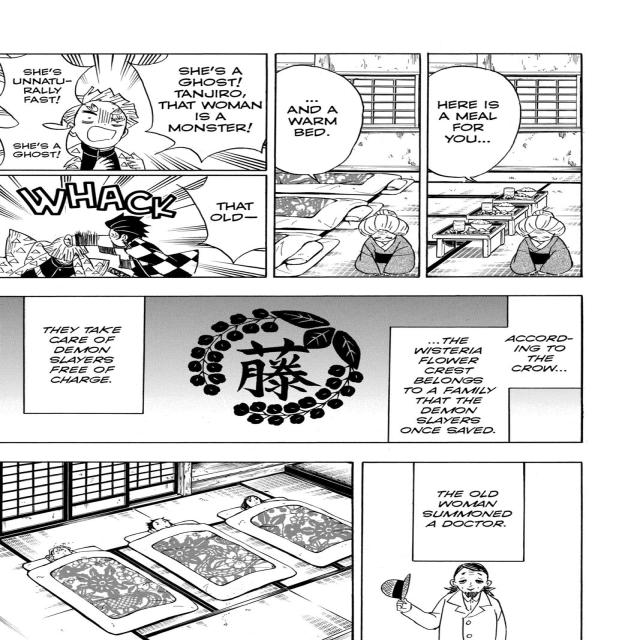 HERE IS
A MEAL
FOR
YOU...
...
AND A
WARM
BED.
SHE'S A
GHOST!
TANJIRO,
THAT WOMAN
IS A
MONSTER!
SHE'S
UNNATU-
RALLY
FAST!
SHE'S A
GHOST!
THAT
OLD—
WHACK
ACCORD-
ING TO
THE
CROW...
...THE
WISTERIA
FLOWER
CREST
BELONGS
TO A FAMILY
THAT THE
DEMON
SLAYERS
ONCE SAVED.
藤
THEY TAKE
CARE OF
DEMON
SLAYERS
FREE OF
CHARGE.
THE OLD
WOMAN
SUMMONED
A DOCTOR.